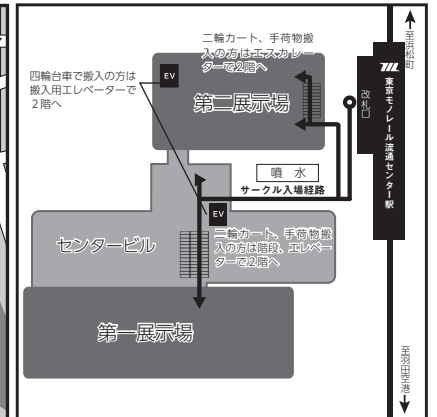 二輪カート、手荷物搬
入の方はエスカレー
ターで2階へ
四輪台車で搬入の方は
搬入用エレベーターで
2階へ
EV
第二展示場
至浜松町
改札口
東京モノレール流通センター駅
噴 水
サークル入場経路
EV
センタービル
二輪カート、手荷物搬
入の方は階段、エレベー
ターで2階へ
第一展示場
至羽田空港